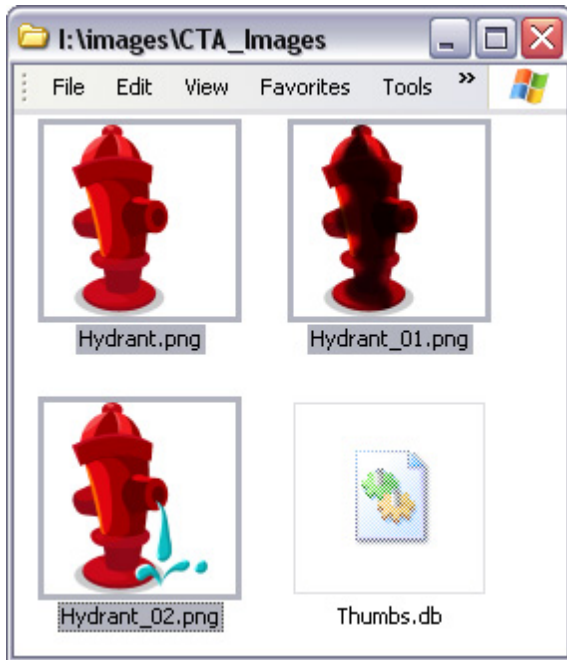 I:\images\CTA_Images
File Edit View Favorites Tools »
Hydrant.png Hydrant_01.png
Hydrant_02.png Thumbs.db